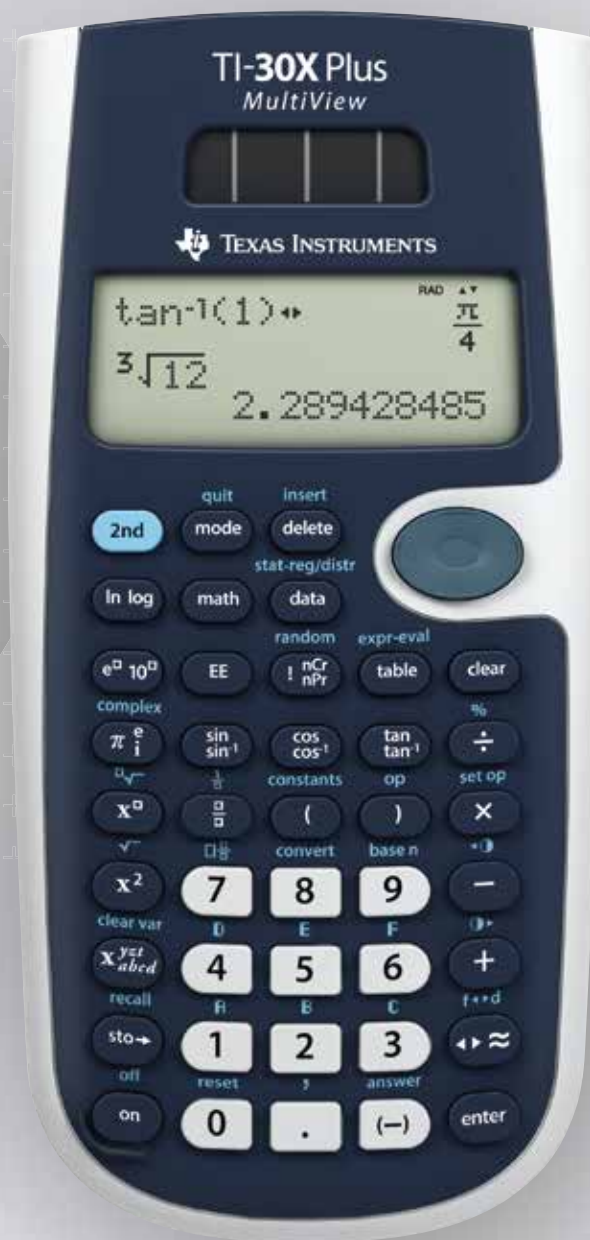 TI-30X Plus
MultiView
TEXAS INSTRUMENTS
RAD ▲▼
tan⁻¹(1)◂▸ π/4
³√12
2.289428485
quit insert
2nd mode delete
stat-reg/distr
ln log math data
random expr-eval
e▫ 10▫ EE ! nCr nPr table clear
complex %
π e i sin sin⁻¹ cos cos⁻¹ tan tan⁻¹ ÷
▫√ constants op set op
x▫ ▫/▫ ( ) ×
√ ▫▫/▫ convert base n ◂◑
x² 7 8 9 −
clear var D E F ◑▸
x yzt abcd 4 5 6 +
recall A B C f◂▸d
sto→ 1 2 3 ◂▸≈
off reset , answer
on 0 . (−) enter